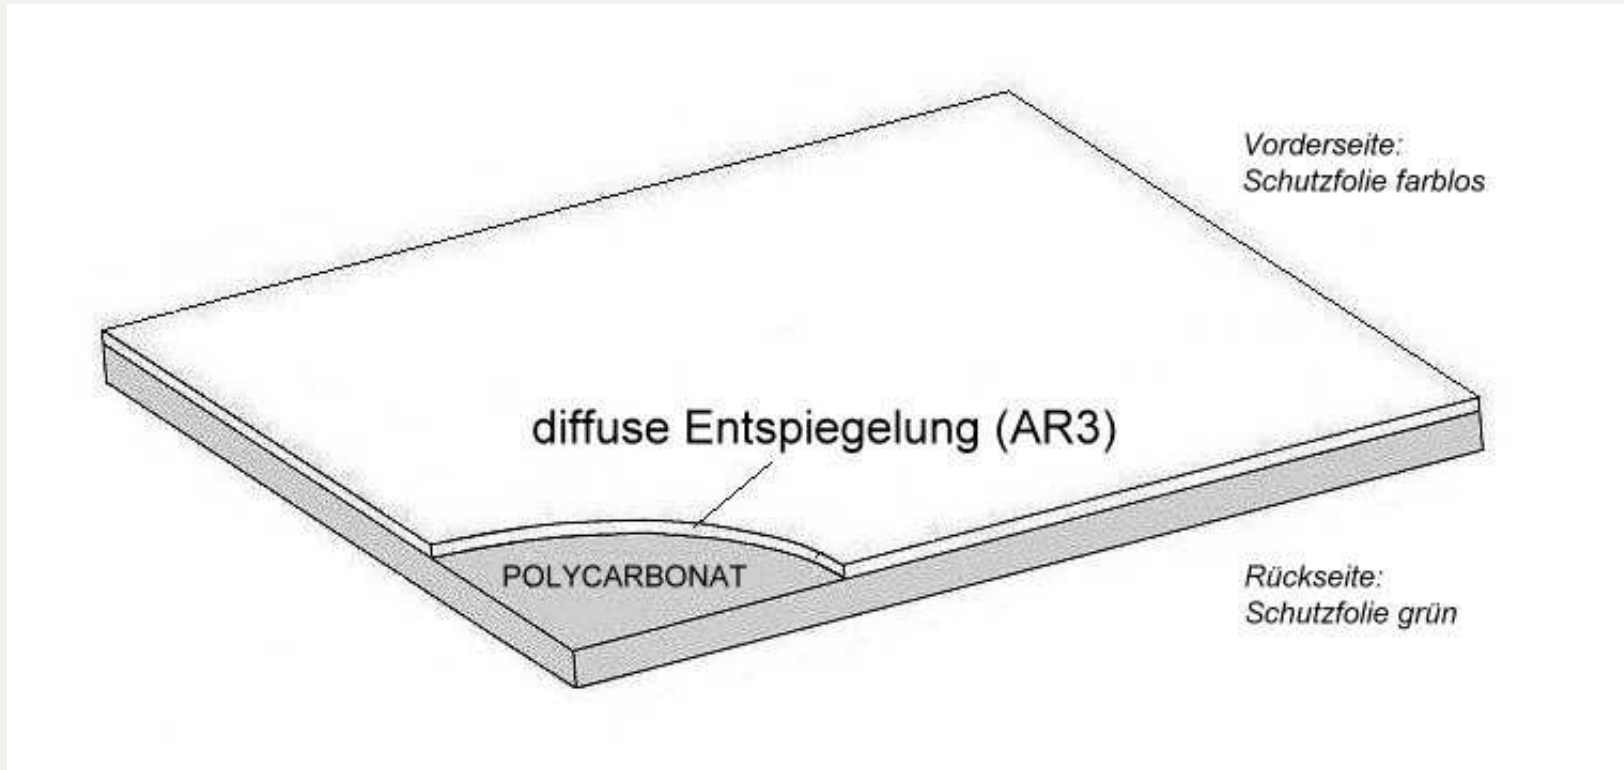 Vorderseite:
Schutzfolie farblos
diffuse Entspiegelung (AR3)
POLYCARBONAT
Rückseite:
Schutzfolie grün